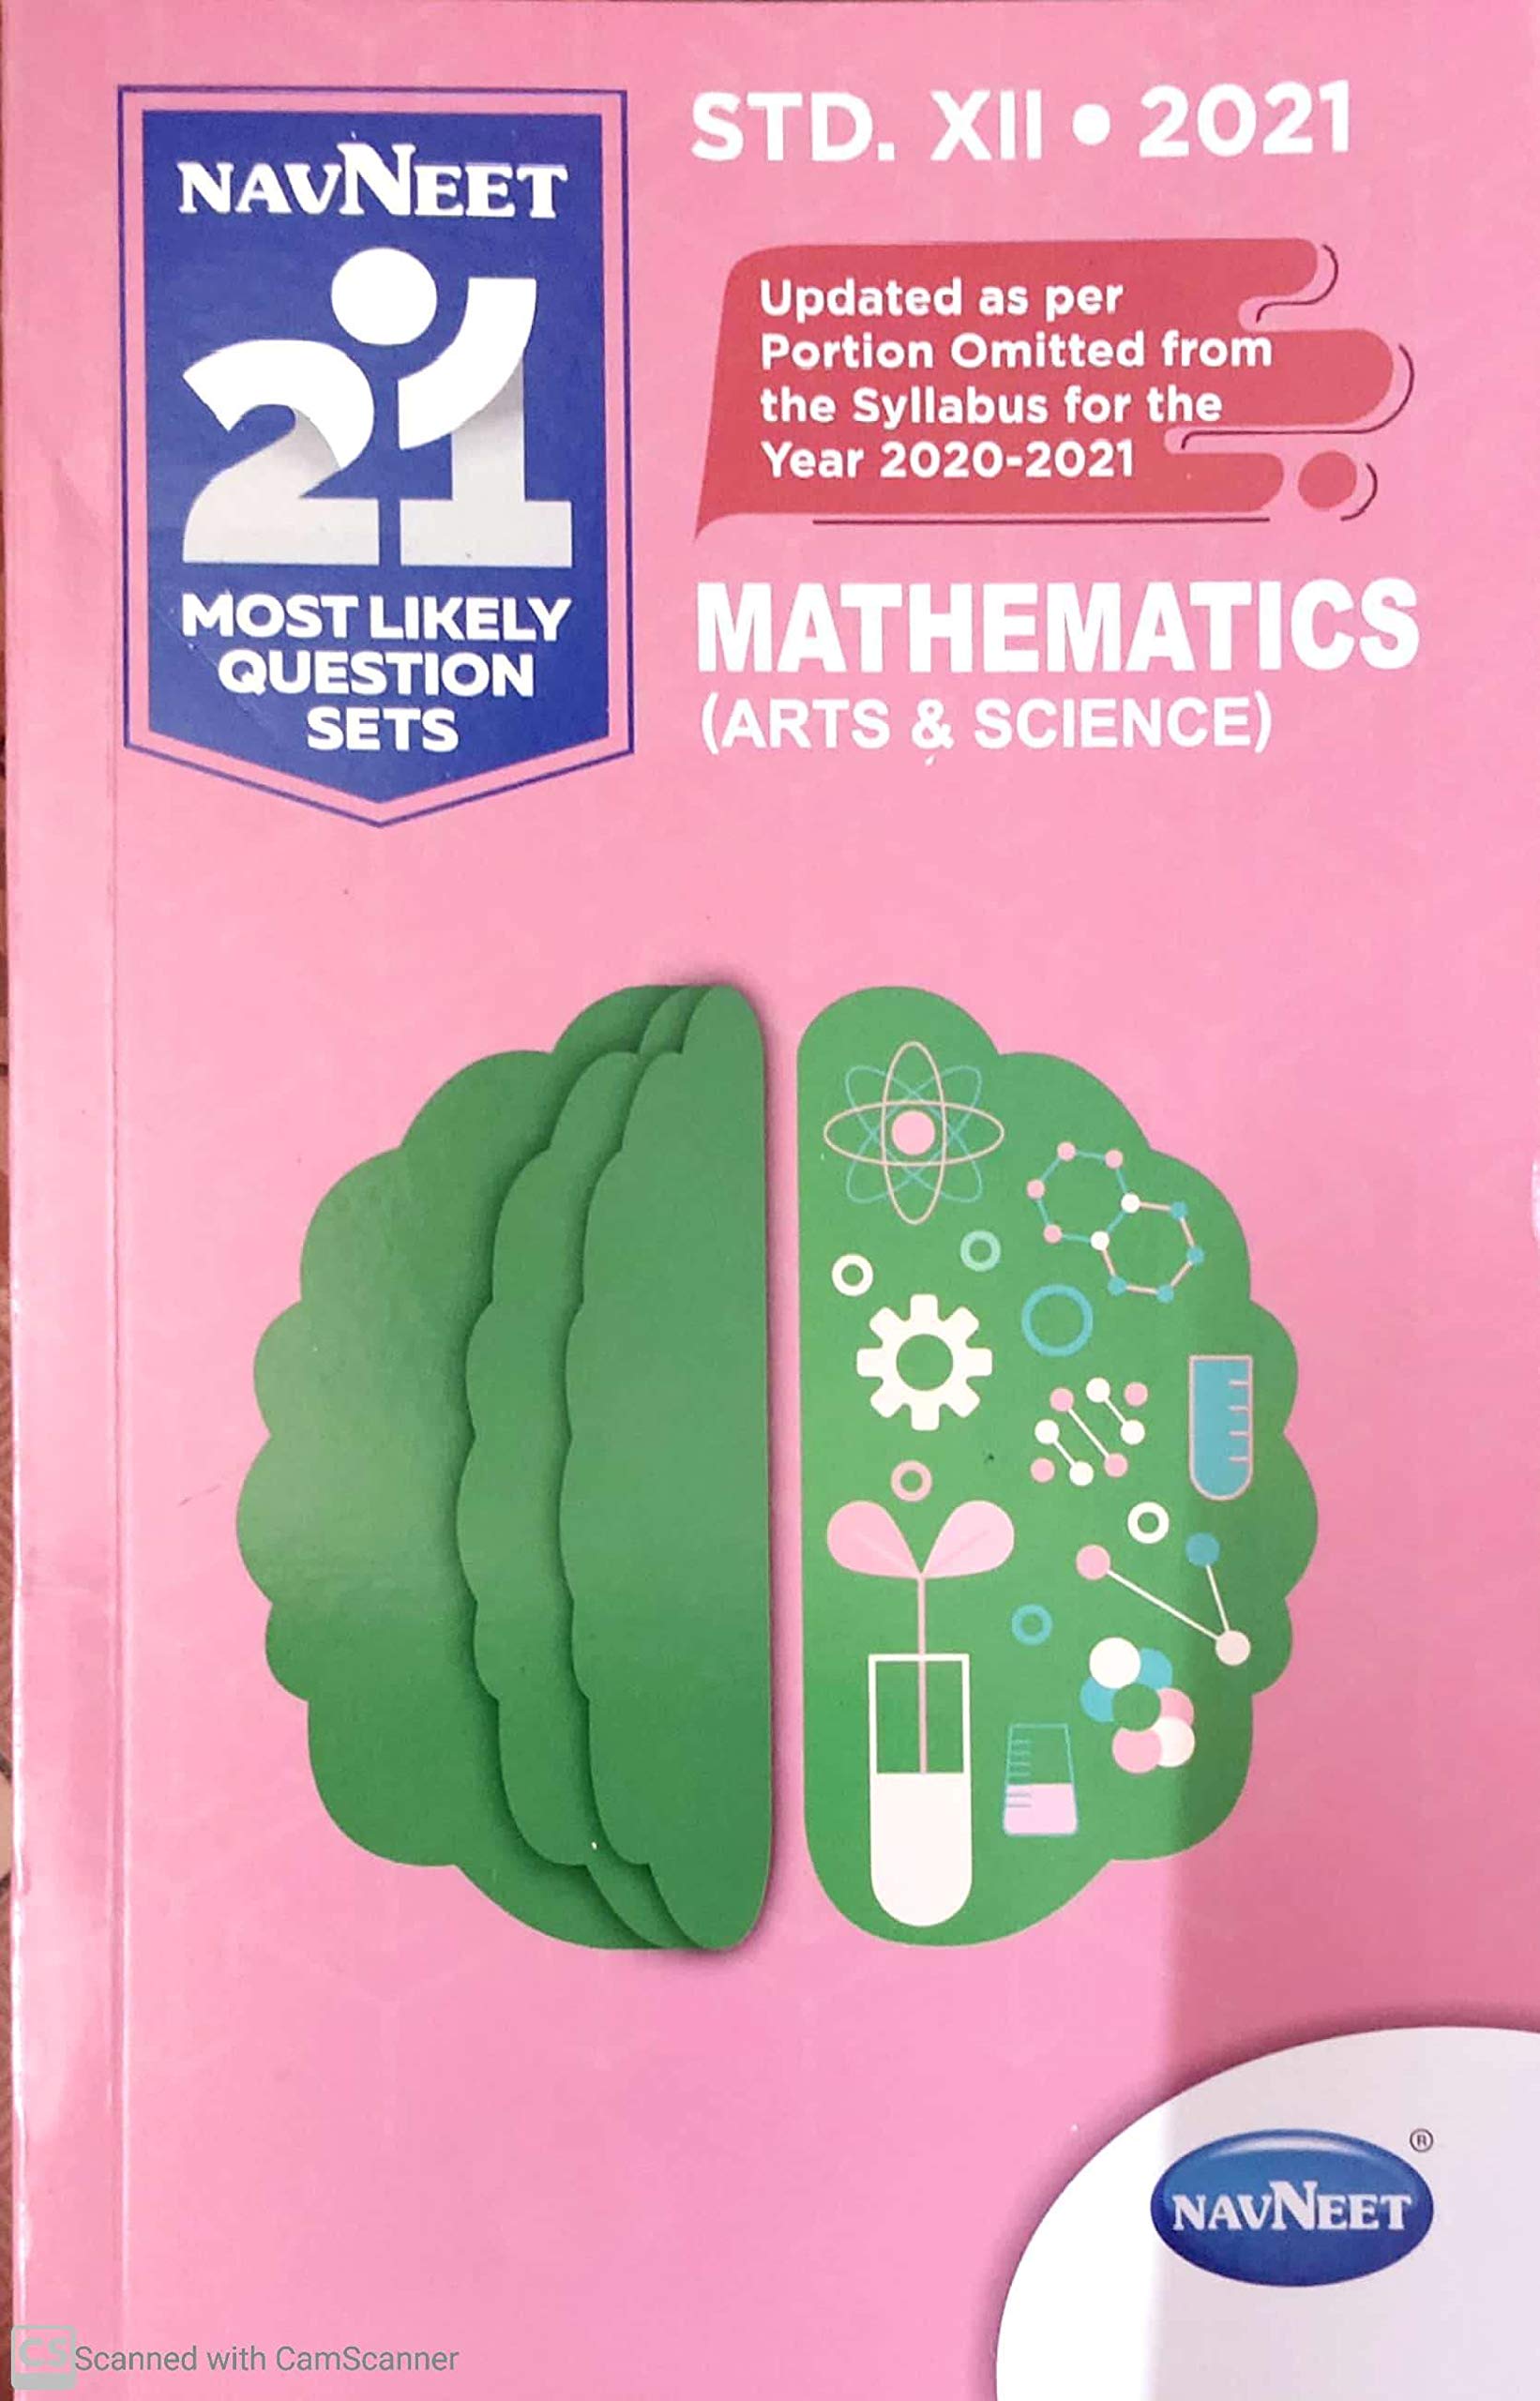 NAVNEET
21
MOST LIKELY
QUESTION
SETS
STD. XII • 2021
Updated as per
Portion Omitted from
the Syllabus for the
Year 2020-2021
MATHEMATICS
(ARTS & SCIENCE)
NAVNEET ®
CS Scanned with CamScanner